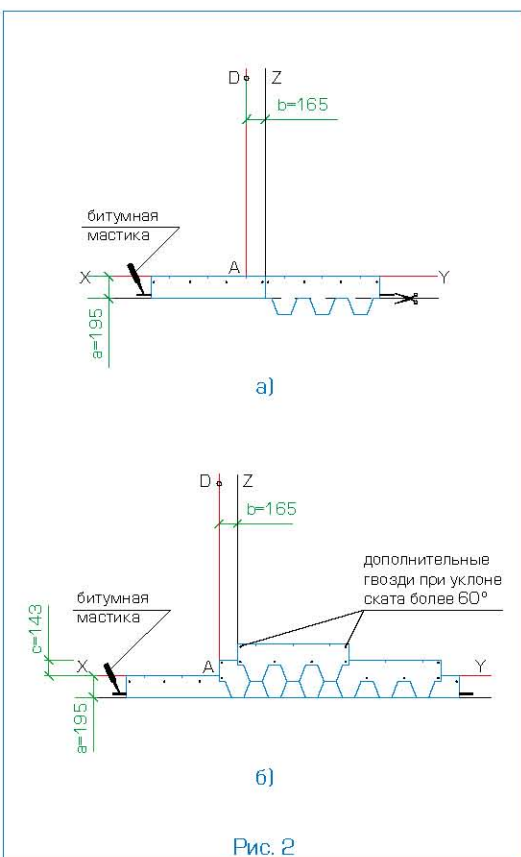 D Z
b=165
битумная
мастика
X A Y
a=195
а)
D Z
b=165
дополнительные
гвозди при уклоне
ската более 60°
битумная
мастика
c=143
X A Y
a=195
б)
Рис. 2